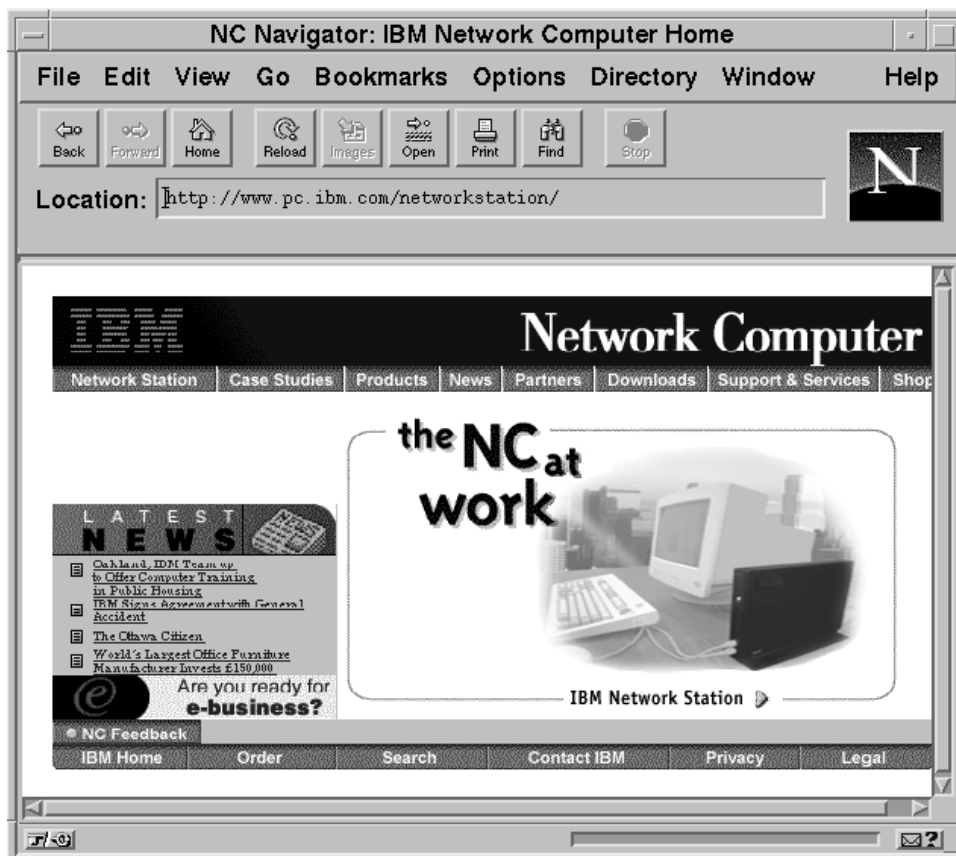 NC Navigator: IBM Network Computer Home
File Edit View Go Bookmarks Options Directory Window Help
Back Forward Home Reload Images Open Print Find Stop
N
Location: http://www.pc.ibm.com/networkstation/
IBM Network Computer
Network Station Case Studies Products News Partners Downloads Support & Services Shop
the NC at
work
LATEST
NEWS
NEWS
Oakland, IBM Team up
to Offer Computer Training
in Public Housing
IBM Signs Agreement with General
Accident
The Ottawa Citizen
World's Largest Office Furniture
Manufacturer Invests £150,000
e Are you ready for
e-business?
IBM Network Station
NC Feedback
IBM Home Order Search Contact IBM Privacy Legal
?